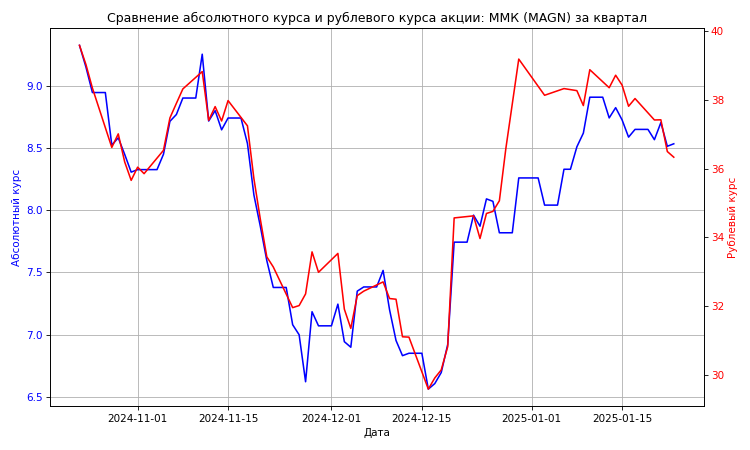 Сравнение абсолютного курса и рублевого курса акции: ММК (MAGN) за квартал
40
9.0
38
8.5
36
8.0
34
7.5
32
7.0
30
6.5
Абсолютный курс
Рублевый курс
2024-11-01 2024-11-15 2024-12-01 2024-12-15 2025-01-01 2025-01-15
Дата